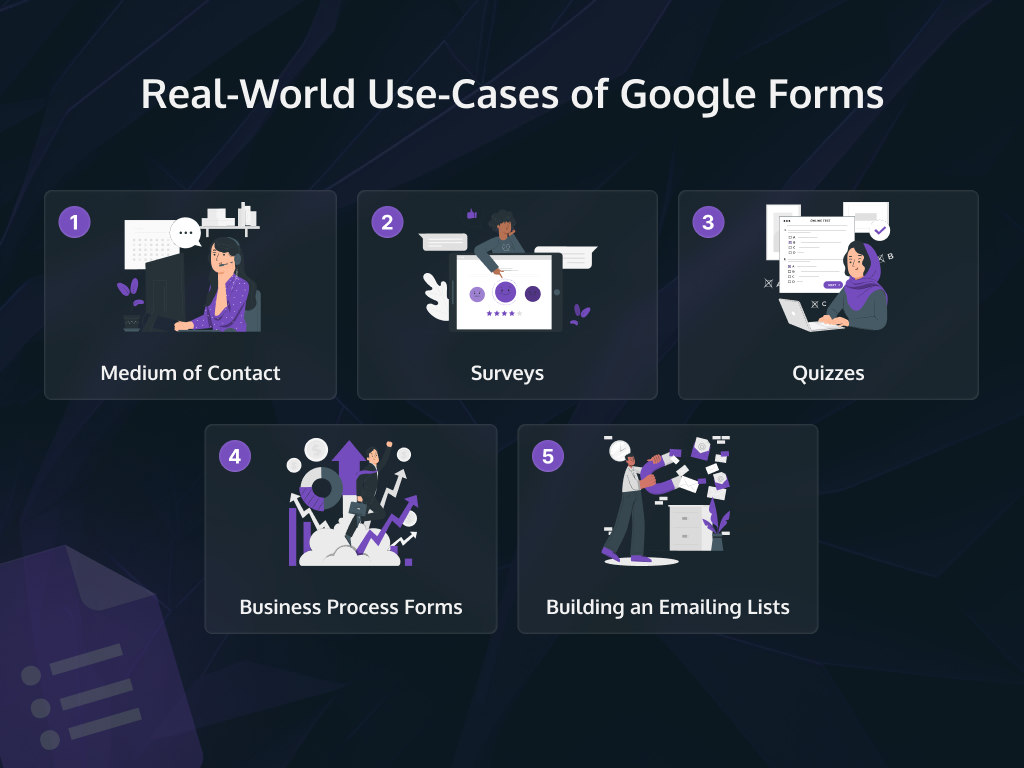 Real-World Use-Cases of Google Forms
1
Medium of Contact
2
Surveys
3
ONLINE TEST
A
B
C
Quizzes
4
Business Process Forms
5
Building an Emailing Lists